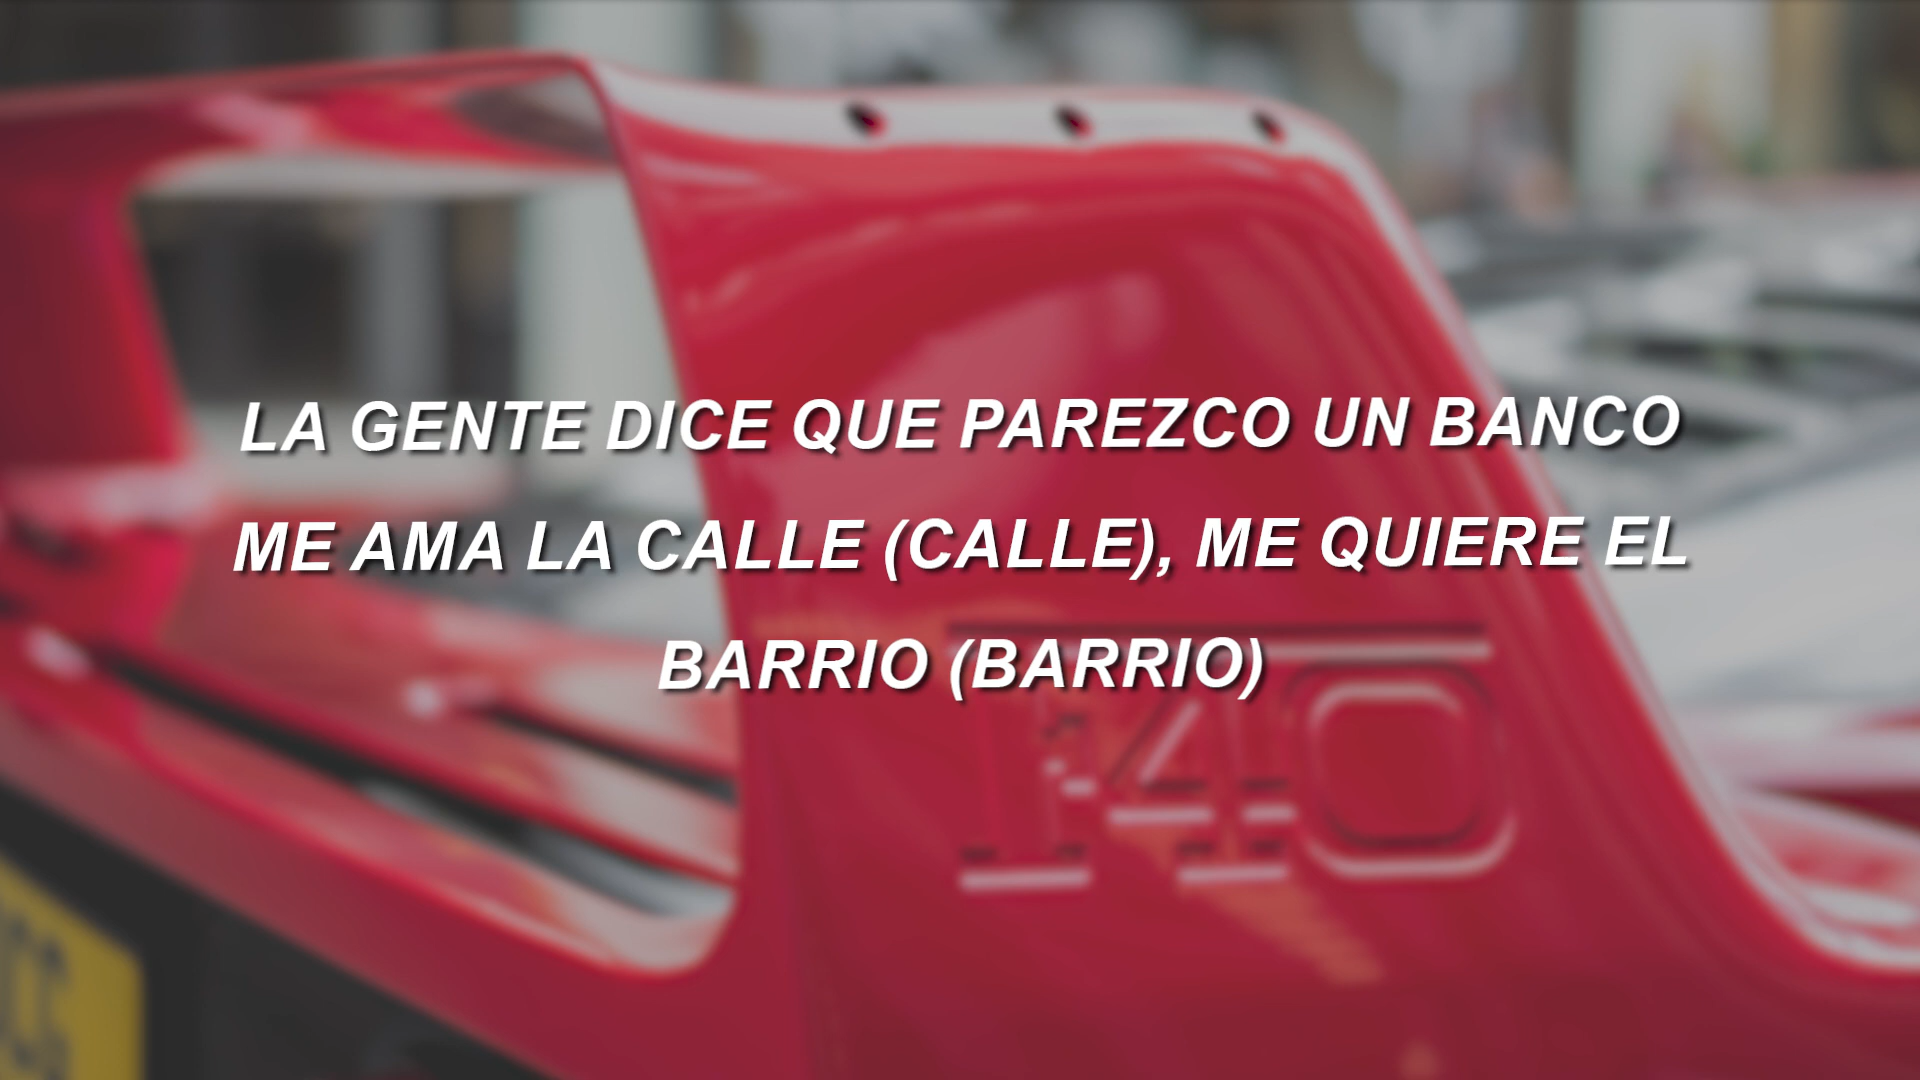 LA GENTE DICE QUE PAREZCO UN BANCO
ME AMA LA CALLE (CALLE), ME QUIERE EL
BARRIO (BARRIO)
F40